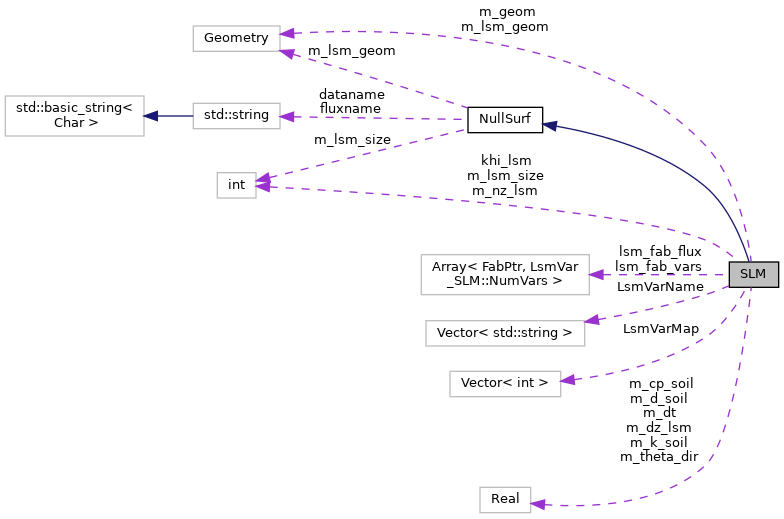 m_geom
m_lsm_geom
Geometry
m_lsm_geom
dataname
fluxname
std::basic_string<
Char >
std::string
NullSurf
m_lsm_size
khi_lsm
m_lsm_size
m_nz_lsm
int
lsm_fab_flux
lsm_fab_vars
Array< FabPtr, LsmVar
_SLM::NumVars >
SLM
LsmVarName
Vector< std::string >
LsmVarMap
Vector< int >
m_cp_soil
m_d_soil
m_dt
m_dz_lsm
m_k_soil
m_theta_dir
Real